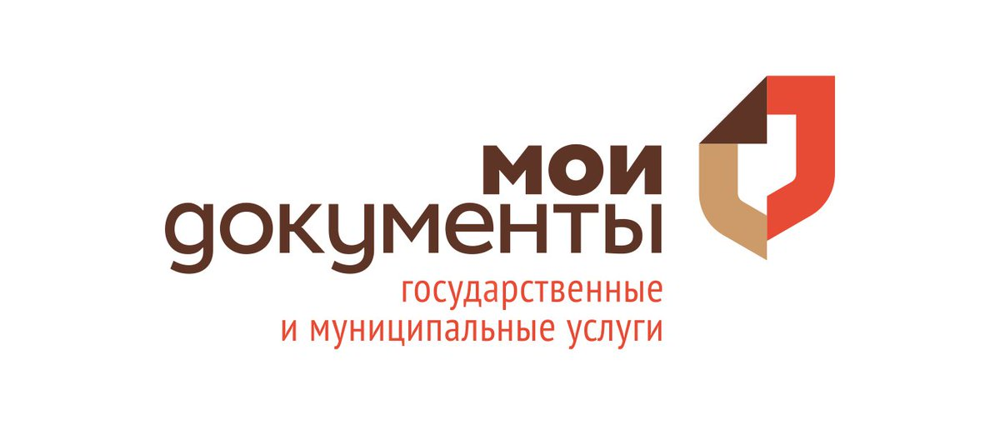 мои
документы
государственные
и муниципальные услуги